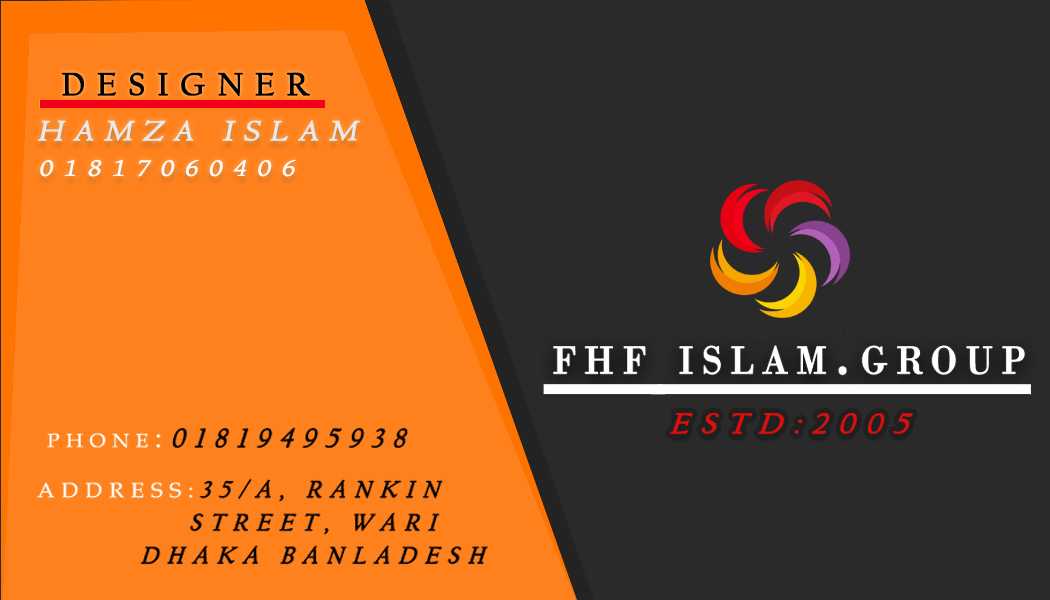 DESIGNER
HAMZA ISLAM
01817060406
PHONE:01819495938
ADDRESS:35/A, RANKIN
STREET, WARI
DHAKA BANLADESH
FHF ISLAM.GROUP
ESTD:2005